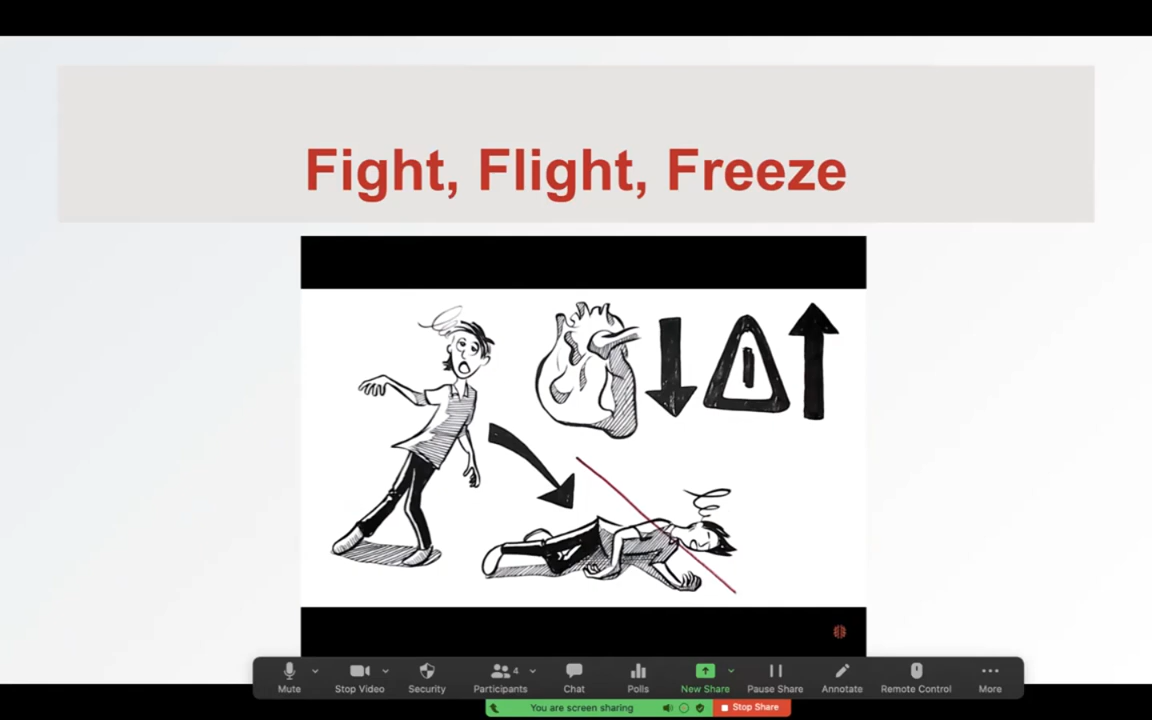 Fight, Flight, Freeze
4
Mute
Stop Video
Security
Participants
Chat
Polls
New Share
Pause Share
Annotate
Remote Control
More
You are screen sharing
Stop Share